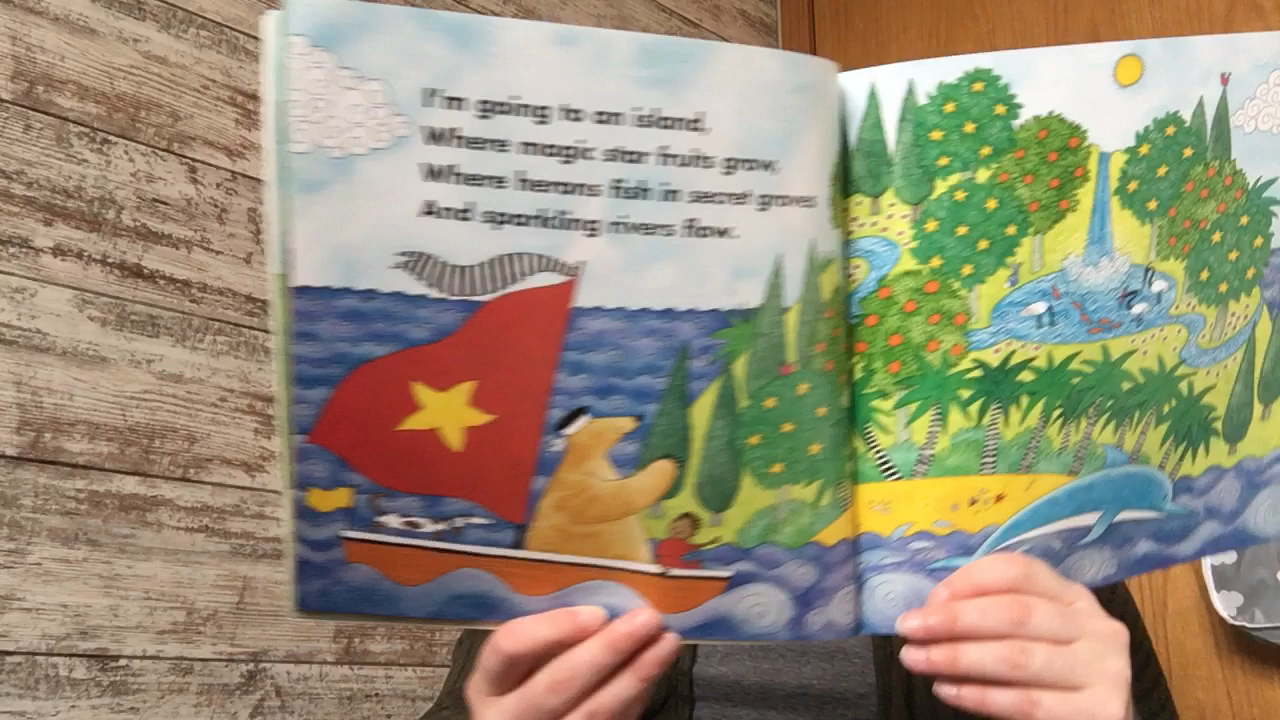 I'm going to an island,
Where magic star fruits grow,
Where herons fish in secret groves
And sparkling rivers flow.